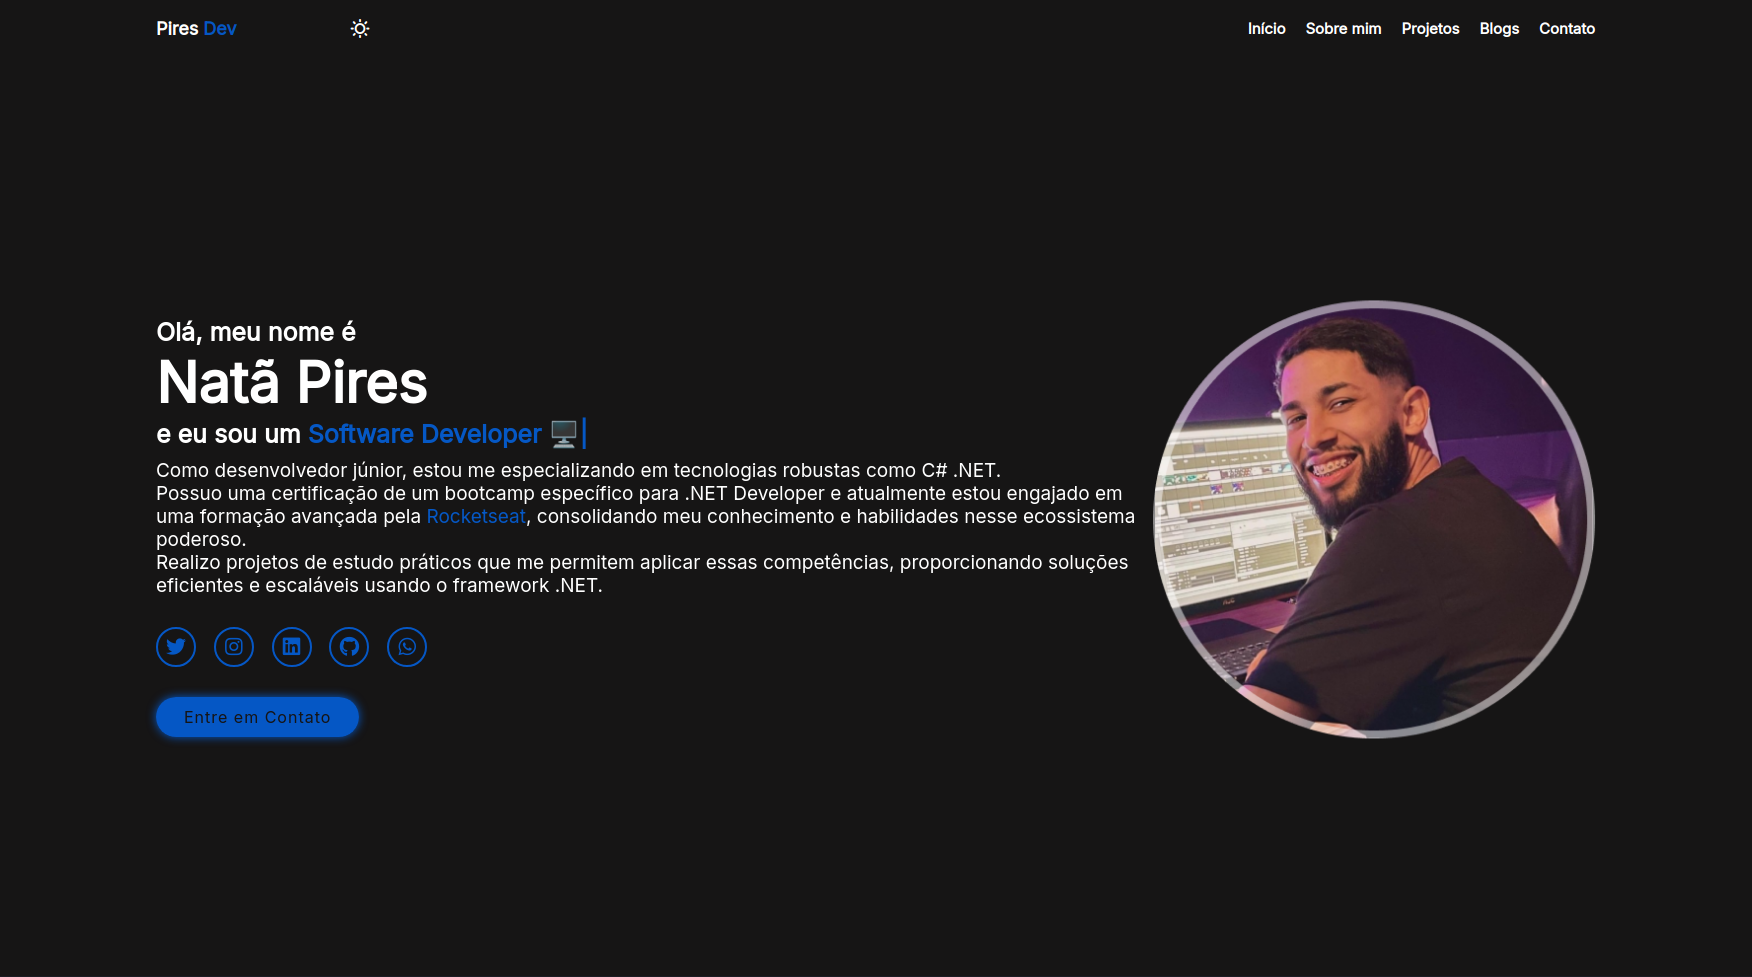 Pires Dev
Início Sobre mim Projetos Blogs Contato
Olá, meu nome é
Natã Pires
e eu sou um Software Developer 🖥️|
Como desenvolvedor júnior, estou me especializando em tecnologias robustas como C# .NET.
Possuo uma certificação de um bootcamp específico para .NET Developer e atualmente estou engajado em
uma formação avançada pela Rocketseat, consolidando meu conhecimento e habilidades nesse ecossistema
poderoso.
Realizo projetos de estudo práticos que me permitem aplicar essas competências, proporcionando soluções
eficientes e escaláveis usando o framework .NET.
Entre em Contato